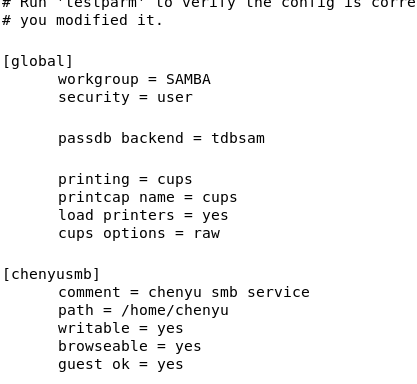 # Run 'testparm' to verify the config is corre
# you modified it.
[global]
workgroup = SAMBA
security = user
passdb backend = tdbsam
printing = cups
printcap name = cups
load printers = yes
cups options = raw
[chenyusmb]
comment = chenyu smb service
path = /home/chenyu
writable = yes
browseable = yes
guest ok = yes